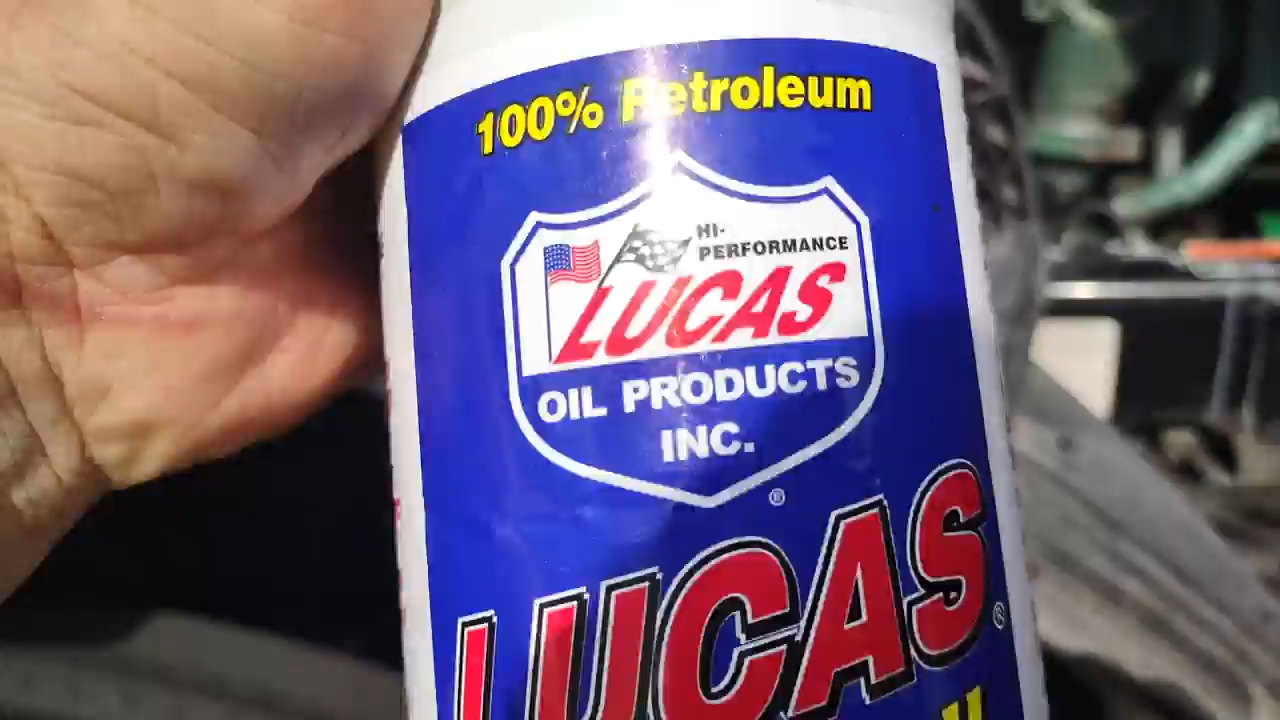 100% Petroleum
HI-
PERFORMANCE
LUCAS
OIL PRODUCTS
INC.
®
LUCAS®